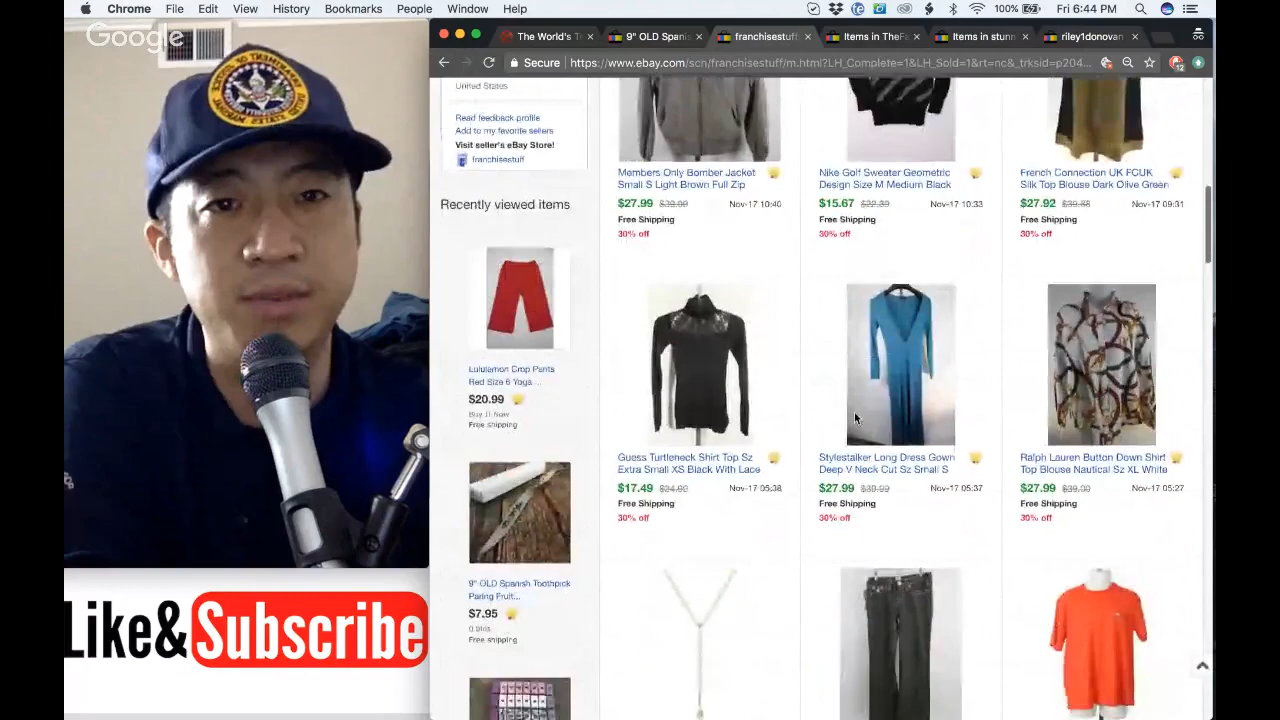 Chrome File Edit View History Bookmarks People Window Help
100% Fri 6:44 PM
Google
The World's Tr
9" OLD Spanis
franchisestuff
Items in TheFa
Items in stunn
riley1donovan
Secure https://www.ebay.com/scn/franchisestuff/m.html?LH_Complete=1&LH_Sold=1&rt=nc&_trksid=p204...
12
United States
Read feedback profile
Add to my favorite sellers
Visit seller's eBay Store!
franchisestuff
Recently viewed items
Lululemon Crop Pants
Red Size 6 Yoga ...
$20.99
Buy It Now
Free shipping
9" OLD Spanish Toothpick
Paring Fruit...
$7.95
0 Bids
Free shipping
Members Only Bomber Jacket
Small S Light Brown Full Zip
$27.99 $39.99 Nov-17 10:40
Free Shipping
30% off
Nike Golf Sweater Geometric
Design Size M Medium Black
$15.67 $22.39 Nov-17 10:33
Free Shipping
30% off
French Connection UK FCUK
Silk Top Blouse Dark Olive Green
$27.92 $39.88 Nov-17 09:31
Free Shipping
30% off
Guess Turtleneck Shirt Top Sz
Extra Small XS Black With Lace
$17.49 $24.99 Nov-17 05:38
Free Shipping
30% off
Stylestalker Long Dress Gown
Deep V Neck Cut Sz Small S
$27.99 $39.99 Nov-17 05:37
Free Shipping
30% off
Ralph Lauren Button Down Shirt
Top Blouse Nautical Sz XL White
$27.99 $39.99 Nov-17 05:27
Free Shipping
30% off
Like& Subscribe